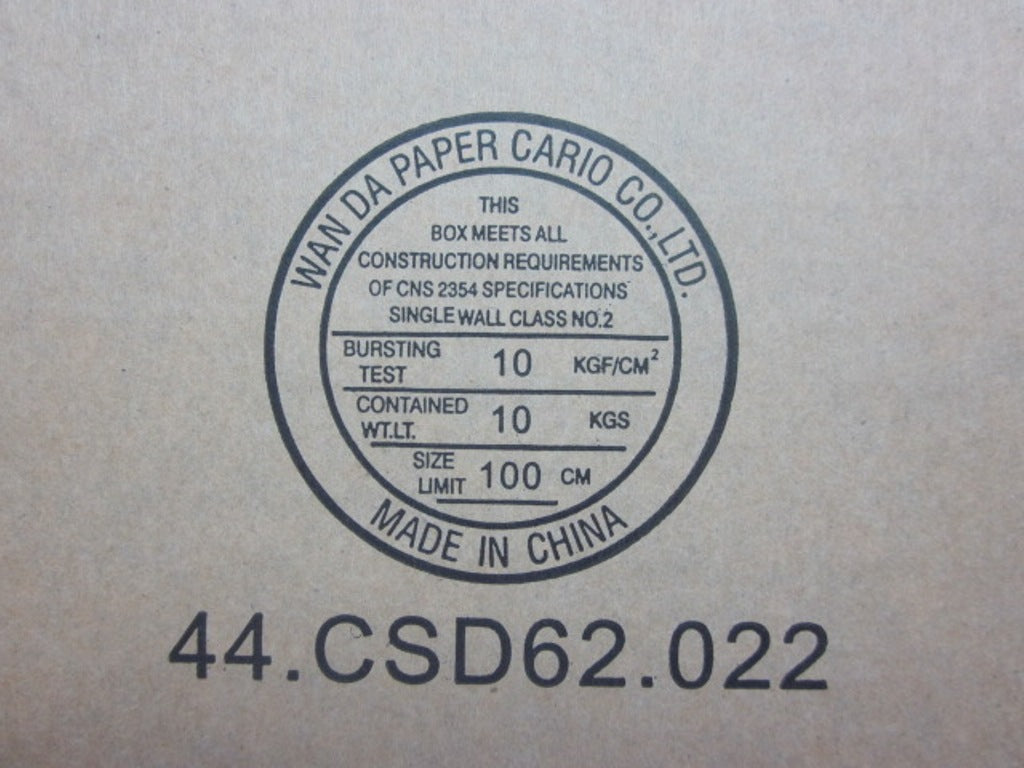 WAN DA PAPER CARIO CO., LTD.
THIS
BOX MEETS ALL
CONSTRUCTION REQUIREMENTS
OF CNS 2354 SPECIFICATIONS
SINGLE WALL CLASS NO.2
BURSTING TEST 10 KGF/CM²
CONTAINED WT.LT. 10 KGS
SIZE LIMIT 100 CM
MADE IN CHINA
44.CSD62.022